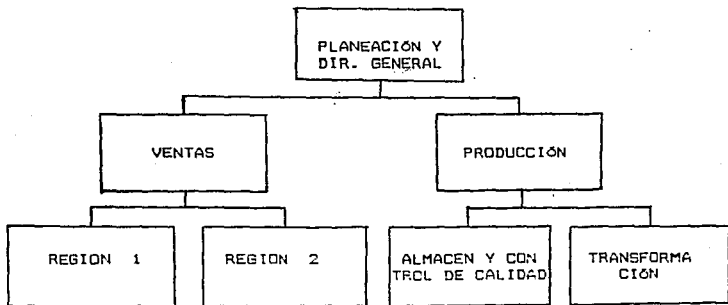 PLANEACIÓN Y
DIR. GENERAL
VENTAS
PRODUCCIÓN
REGION 1
REGION 2
ALMACEN Y CON
TROL DE CALIDAD
TRANSFORMA
CIÓN